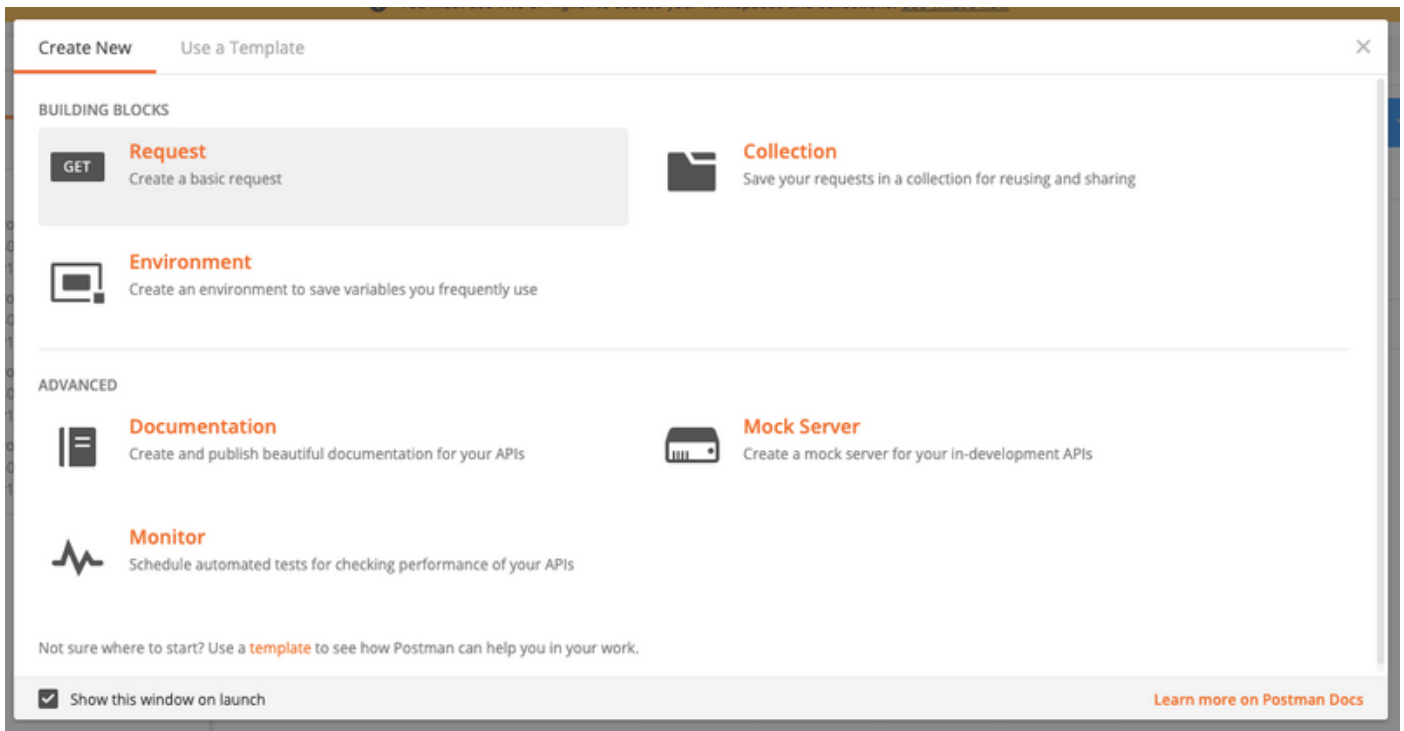 Create New
Use a Template
BUILDING BLOCKS
GET
Request
Create a basic request
Collection
Save your requests in a collection for reusing and sharing
Environment
Create an environment to save variables you frequently use
ADVANCED
Documentation
Create and publish beautiful documentation for your APIs
Mock Server
Create a mock server for your in-development APIs
Monitor
Schedule automated tests for checking performance of your APIs
Not sure where to start? Use a template to see how Postman can help you in your work.
Show this window on launch
Learn more on Postman Docs